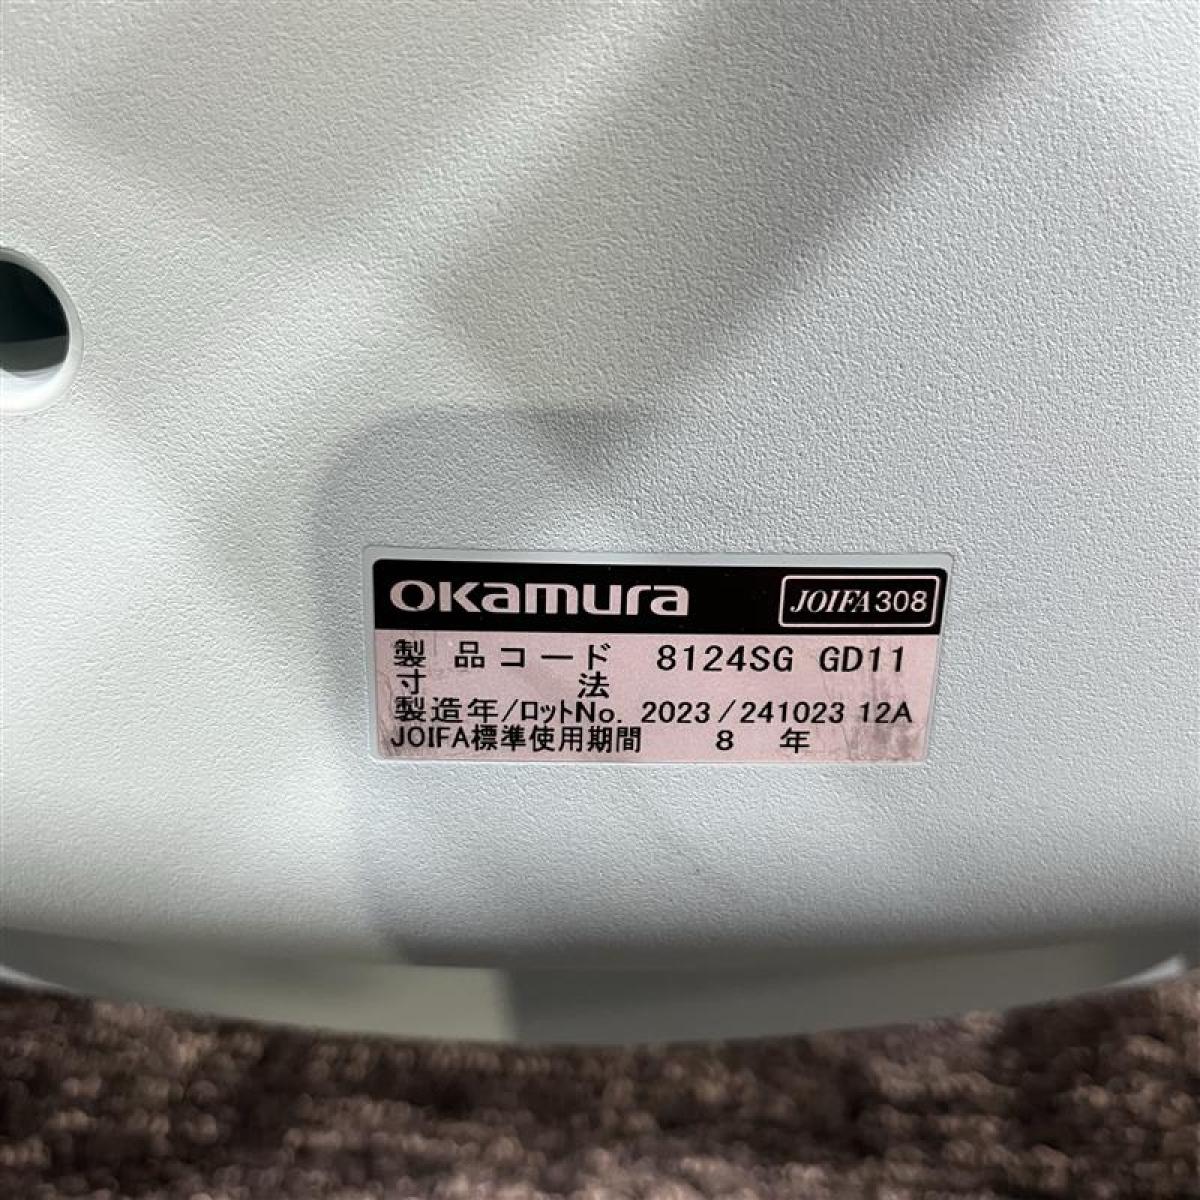 OKAMURA JOIFA308
製品コード 8124SG GD11
寸法
製造年/ロットNo. 2023/241023 12A
JOIFA標準使用期間 8 年